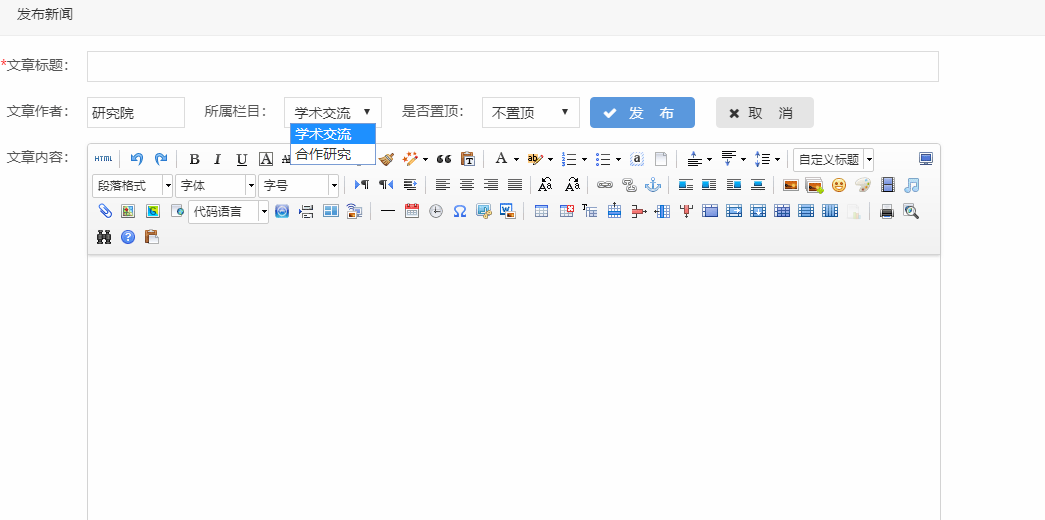 发布新闻
*文章标题：
文章作者： 研究院 所属栏目： 学术交流 是否置顶： 不置顶 发 布 取 消
学术交流
合作研究
文章内容： HTML B I U A ABC A ab a 自定义标题
段落格式 字体 字号
代码语言